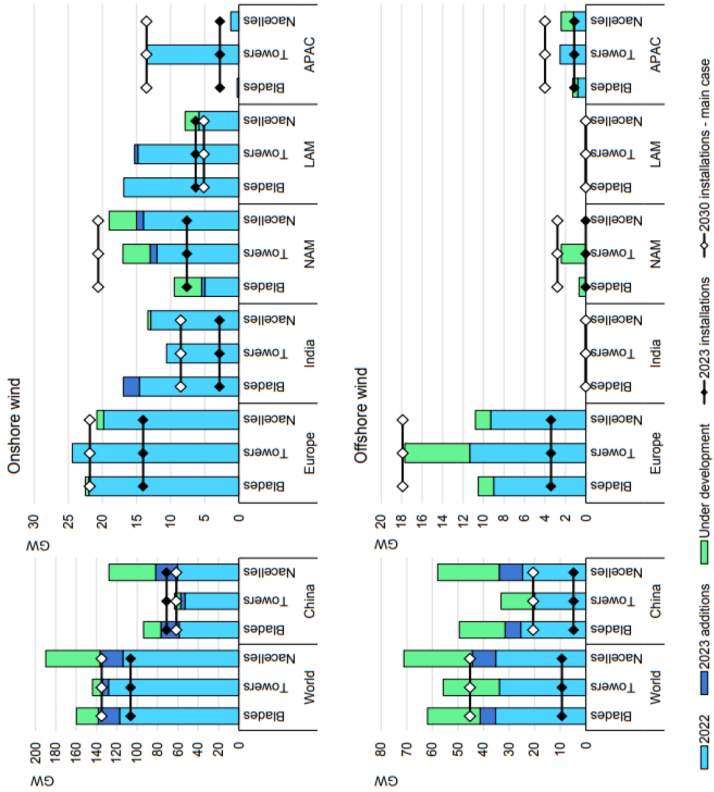 Onshore wind
GW
200
180
160
140
120
100
80
60
40
20
0
Blades
Towers
Nacelles
Blades
Towers
Nacelles
World
China
GW
30
25
20
15
10
5
0
Blades
Towers
Nacelles
Blades
Towers
Nacelles
Blades
Towers
Nacelles
Blades
Towers
Nacelles
Blades
Towers
Nacelles
Europe
India
NAM
LAM
APAC
Offshore wind
GW
80
70
60
50
40
30
20
10
0
Blades
Towers
Nacelles
Blades
Towers
Nacelles
World
China
GW
20
18
16
14
12
10
8
6
4
2
0
Blades
Towers
Nacelles
Blades
Towers
Nacelles
Blades
Towers
Nacelles
Blades
Towers
Nacelles
Blades
Towers
Nacelles
Europe
India
NAM
LAM
APAC
2022
2023 additions
Under development
2023 installations
2030 installations - main case